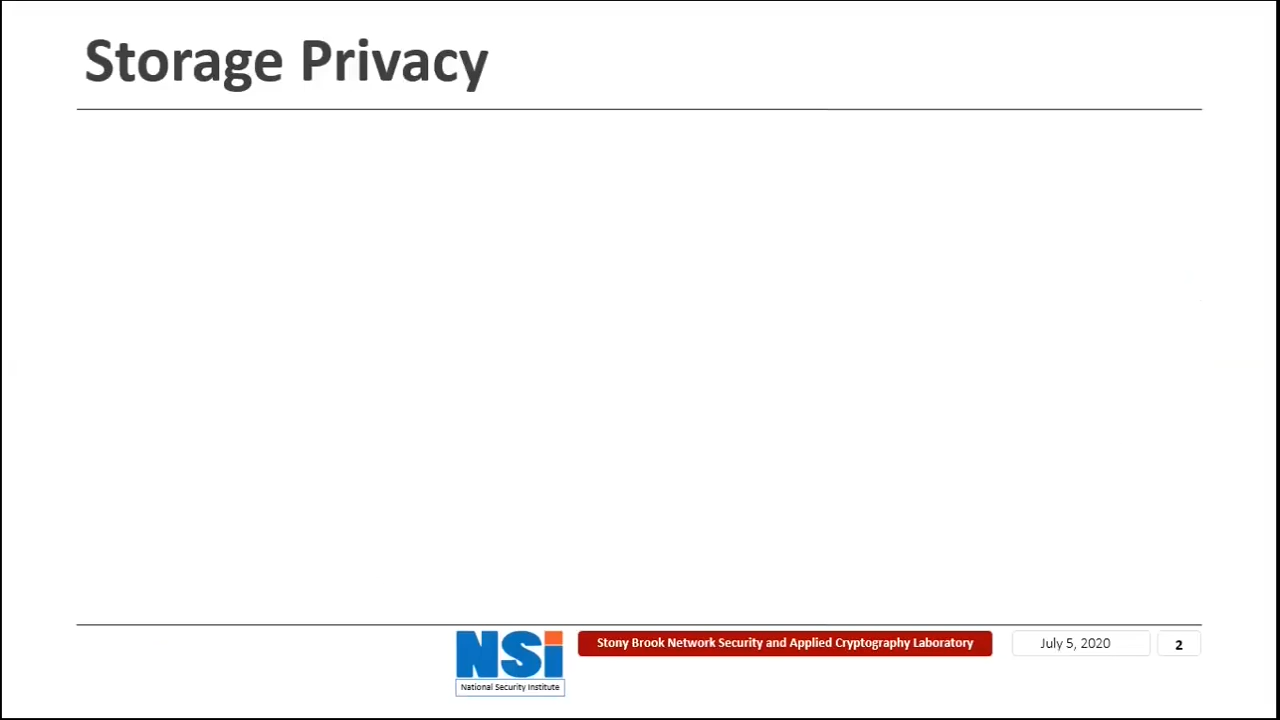 Storage Privacy
NSi
National Security Institute
Stony Brook Network Security and Applied Cryptography Laboratory
July 5, 2020
2